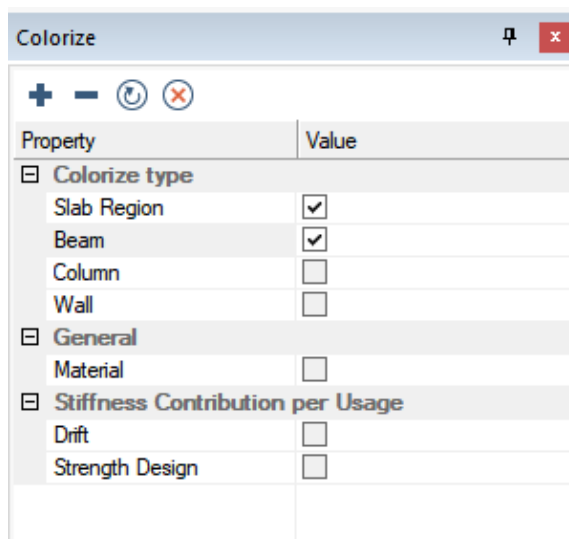 Colorize
Property Value
Colorize type
Slab Region
Beam
Column
Wall
General
Material
Stiffness Contribution per Usage
Drift
Strength Design